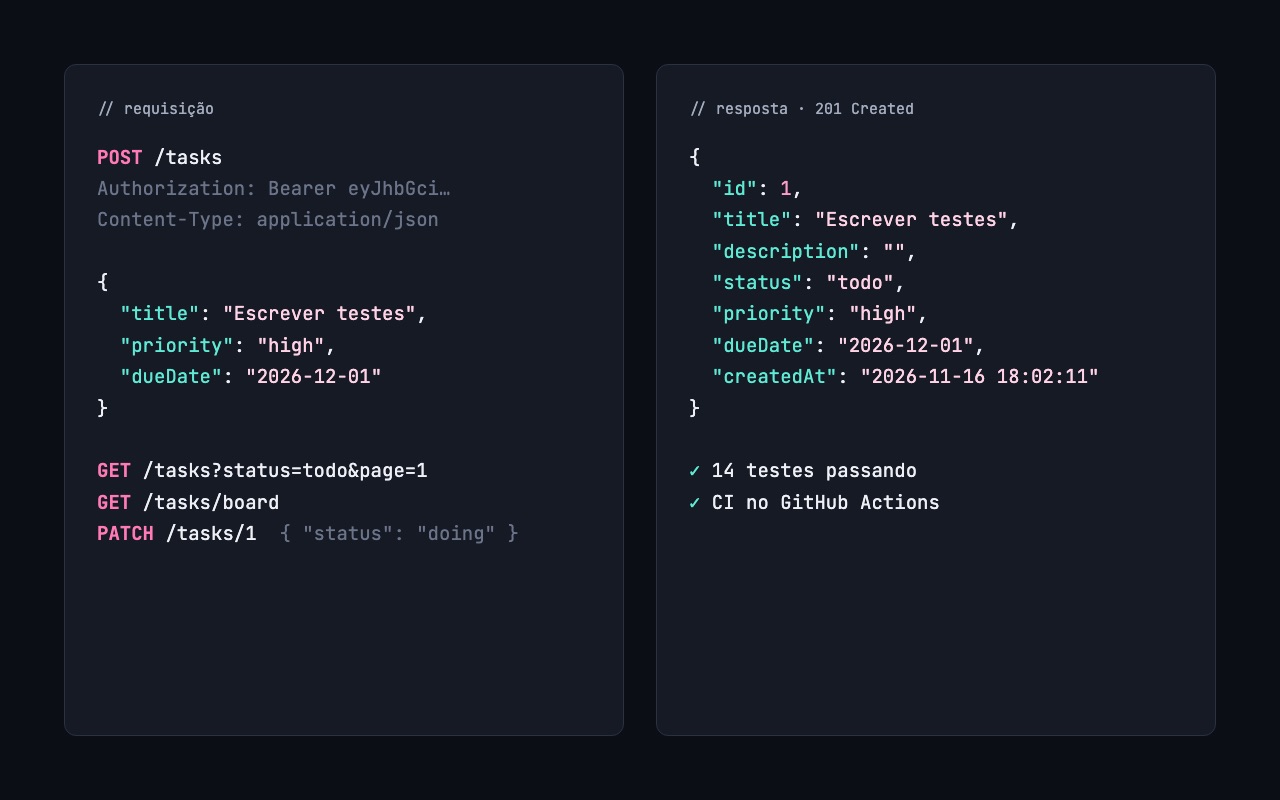 // requisição
POST /tasks
Authorization: Bearer eyJhbGci…
Content-Type: application/json
{
"title": "Escrever testes",
"priority": "high",
"dueDate": "2026-12-01"
}
GET /tasks?status=todo&page=1
GET /tasks/board
PATCH /tasks/1 { "status": "doing" }
// resposta · 201 Created
{
"id": 1,
"title": "Escrever testes",
"description": "",
"status": "todo",
"priority": "high",
"dueDate": "2026-12-01",
"createdAt": "2026-11-16 18:02:11"
}
✓ 14 testes passando
✓ CI no GitHub Actions